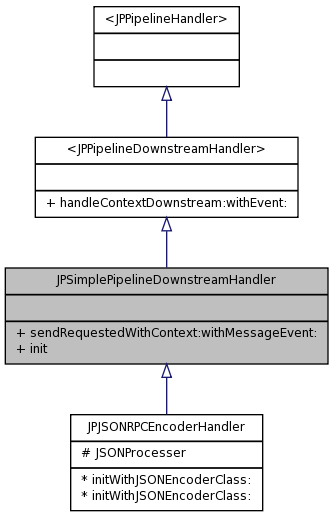 <JPPipelineHandler>
<JPPipelineDownstreamHandler>
+ handleContextDownstream:withEvent:
JPSimplePipelineDownstreamHandler
+ sendRequestedWithContext:withMessageEvent:
+ init
JPJSONRPCEncoderHandler
# JSONProcesser
* initWithJSONEncoderClass:
* initWithJSONEncoderClass: